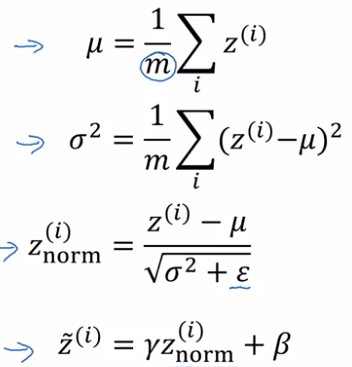 μ = 1/m ∑_i z^(i)
σ² = 1/m ∑_i (z^(i) − μ)²
z_norm^(i) = (z^(i) − μ) / √(σ² + ε)
z̃^(i) = γ z_norm^(i) + β